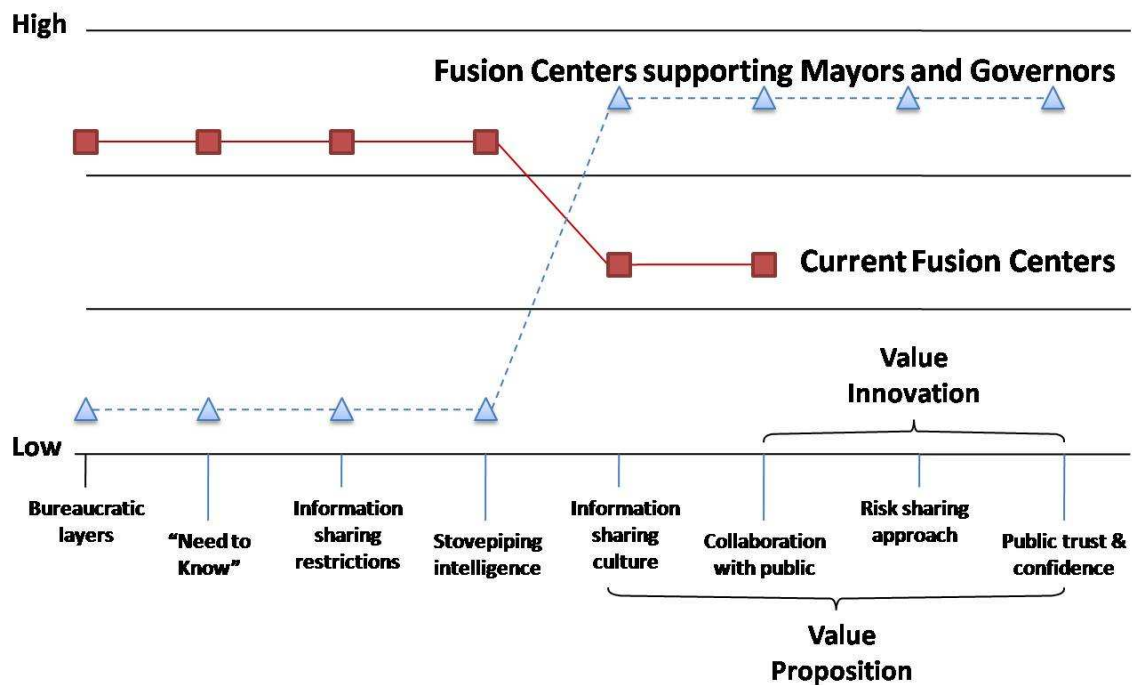 High
Fusion Centers supporting Mayors and Governors
Current Fusion Centers
Value
Innovation
Low
Bureaucratic
layers
“Need to
Know”
Information
sharing
restrictions
Stovepiping
intelligence
Information
sharing
culture
Collaboration
with public
Risk sharing
approach
Public trust &
confidence
Value
Proposition